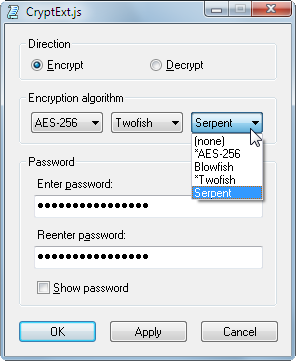 CryptExt.js
Direction
Encrypt
Decrypt
Encryption algorithm
AES-256
Twofish
Serpent
(none)
*AES-256
Blowfish
*Twofish
Serpent
Password
Enter password:
●●●●●●●●●●●●●●●
Reenter password:
●●●●●●●●●●●●●●●
Show password
OK
Apply
Cancel